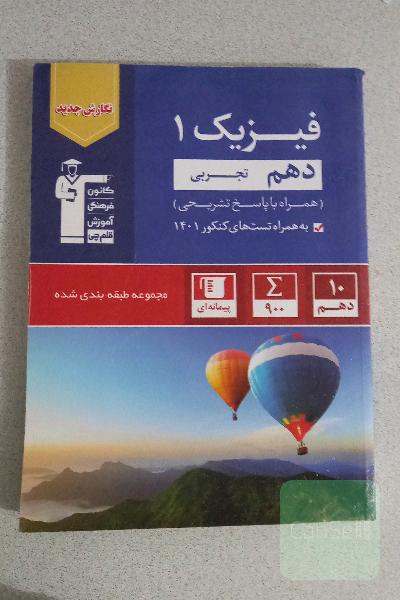 نگارش جدید
فیزیک ۱
دهم تجربی
(همراه با پاسخ تشریحی)
به همراه تست‌های کنکور ۱۴۰۱
کانون
فرهنگی
آموزش
قلم‌چی
۱۰
دهم
Σ
۹۰۰
پیمانه‌ای
مجموعه طبقه بندی شده